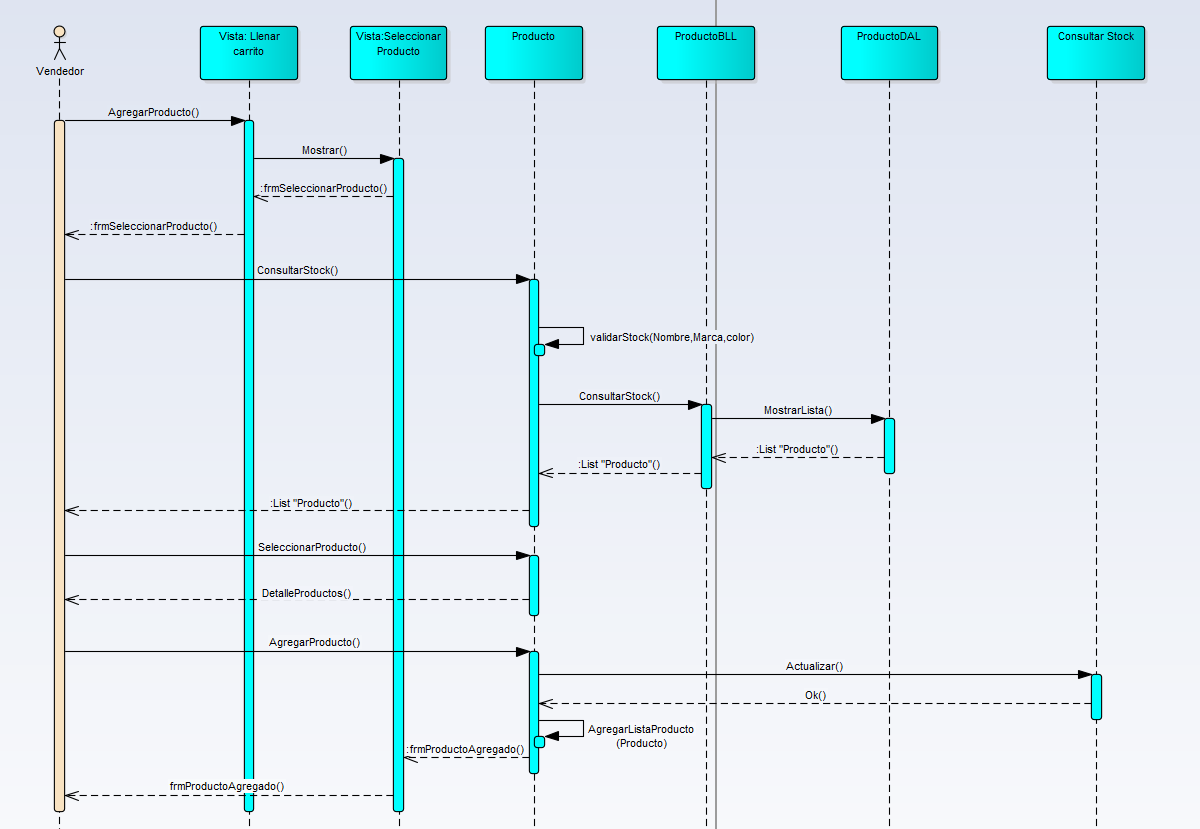 Vendedor
Vista: Llenar
carrito
Vista:Seleccionar
Producto
Producto
ProductoBLL
ProductoDAL
Consultar Stock
AgregarProducto()
Mostrar()
:frmSeleccionarProducto()
:frmSeleccionarProducto()
ConsultarStock()
validarStock(Nombre,Marca,color)
ConsultarStock()
MostrarLista()
:List "Producto"()
:List "Producto"()
:List "Producto"()
SeleccionarProducto()
DetalleProductos()
AgregarProducto()
Actualizar()
Ok()
AgregarListaProducto
(Producto)
:frmProductoAgregado()
frmProductoAgregado()